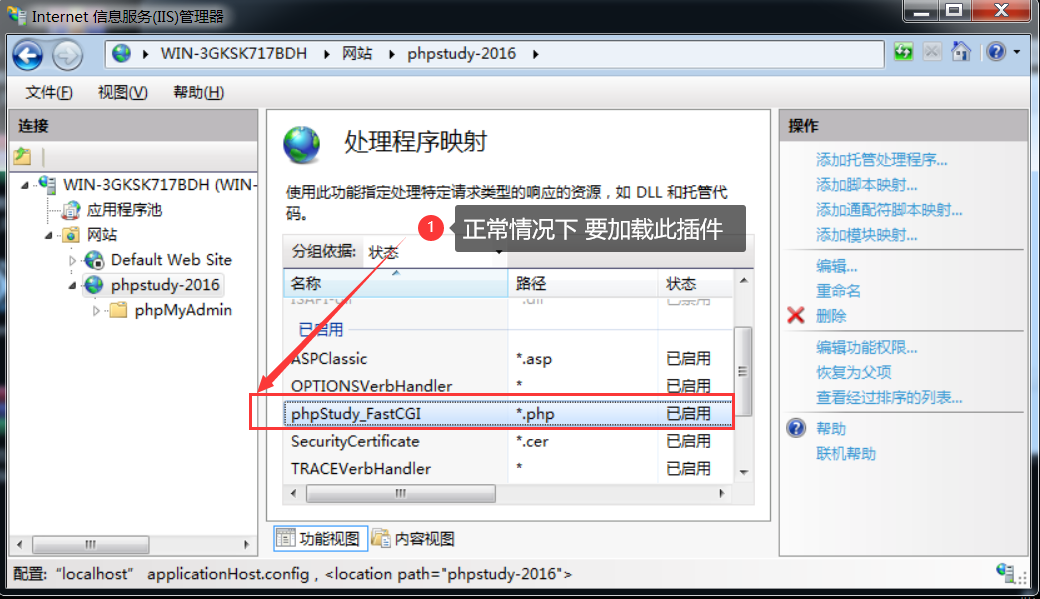 Internet 信息服务(IIS)管理器
WIN-3GKSK717BDH 网站 phpstudy-2016
文件(F) 视图(V) 帮助(H)
连接
WIN-3GKSK717BDH (WIN-
应用程序池
网站
Default Web Site
phpstudy-2016
phpMyAdmin
处理程序映射
使用此功能指定处理特定请求类型的响应的资源，如 DLL 和托管代
码。
1 正常情况下 要加载此插件
分组依据: 状态
名称 路径 状态
ISAPI-dll *.dll 已禁用
已启用
ASPClassic *.asp 已启用
OPTIONSVerbHandler * 已启用
phpStudy_FastCGI *.php 已启用
SecurityCertificate *.cer 已启用
TRACEVerbHandler * 已启用
功能视图 内容视图
操作
添加托管处理程序...
添加脚本映射...
添加通配符脚本映射...
添加模块映射...
编辑...
重命名
删除
编辑功能权限...
恢复为父项
查看经过排序的列表...
帮助
联机帮助
配置: "localhost" applicationHost.config , <location path="phpstudy-2016">